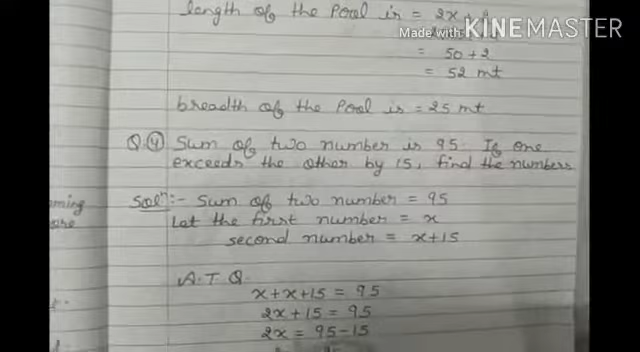 length of the Pool is = 2x +
Made with KINEMASTER
= 50 + 2
= 52 mt
breadth of the Pool is = 25 mt
Q.4 Sum of two number is 95. If one
exceeds the other by 15, find the numbers
Solⁿ:- Sum of two number = 95
Let the first number = x
second number = x+15
A.T.Q.
x+x+15 = 95
2x+15 = 95
2x = 95-15